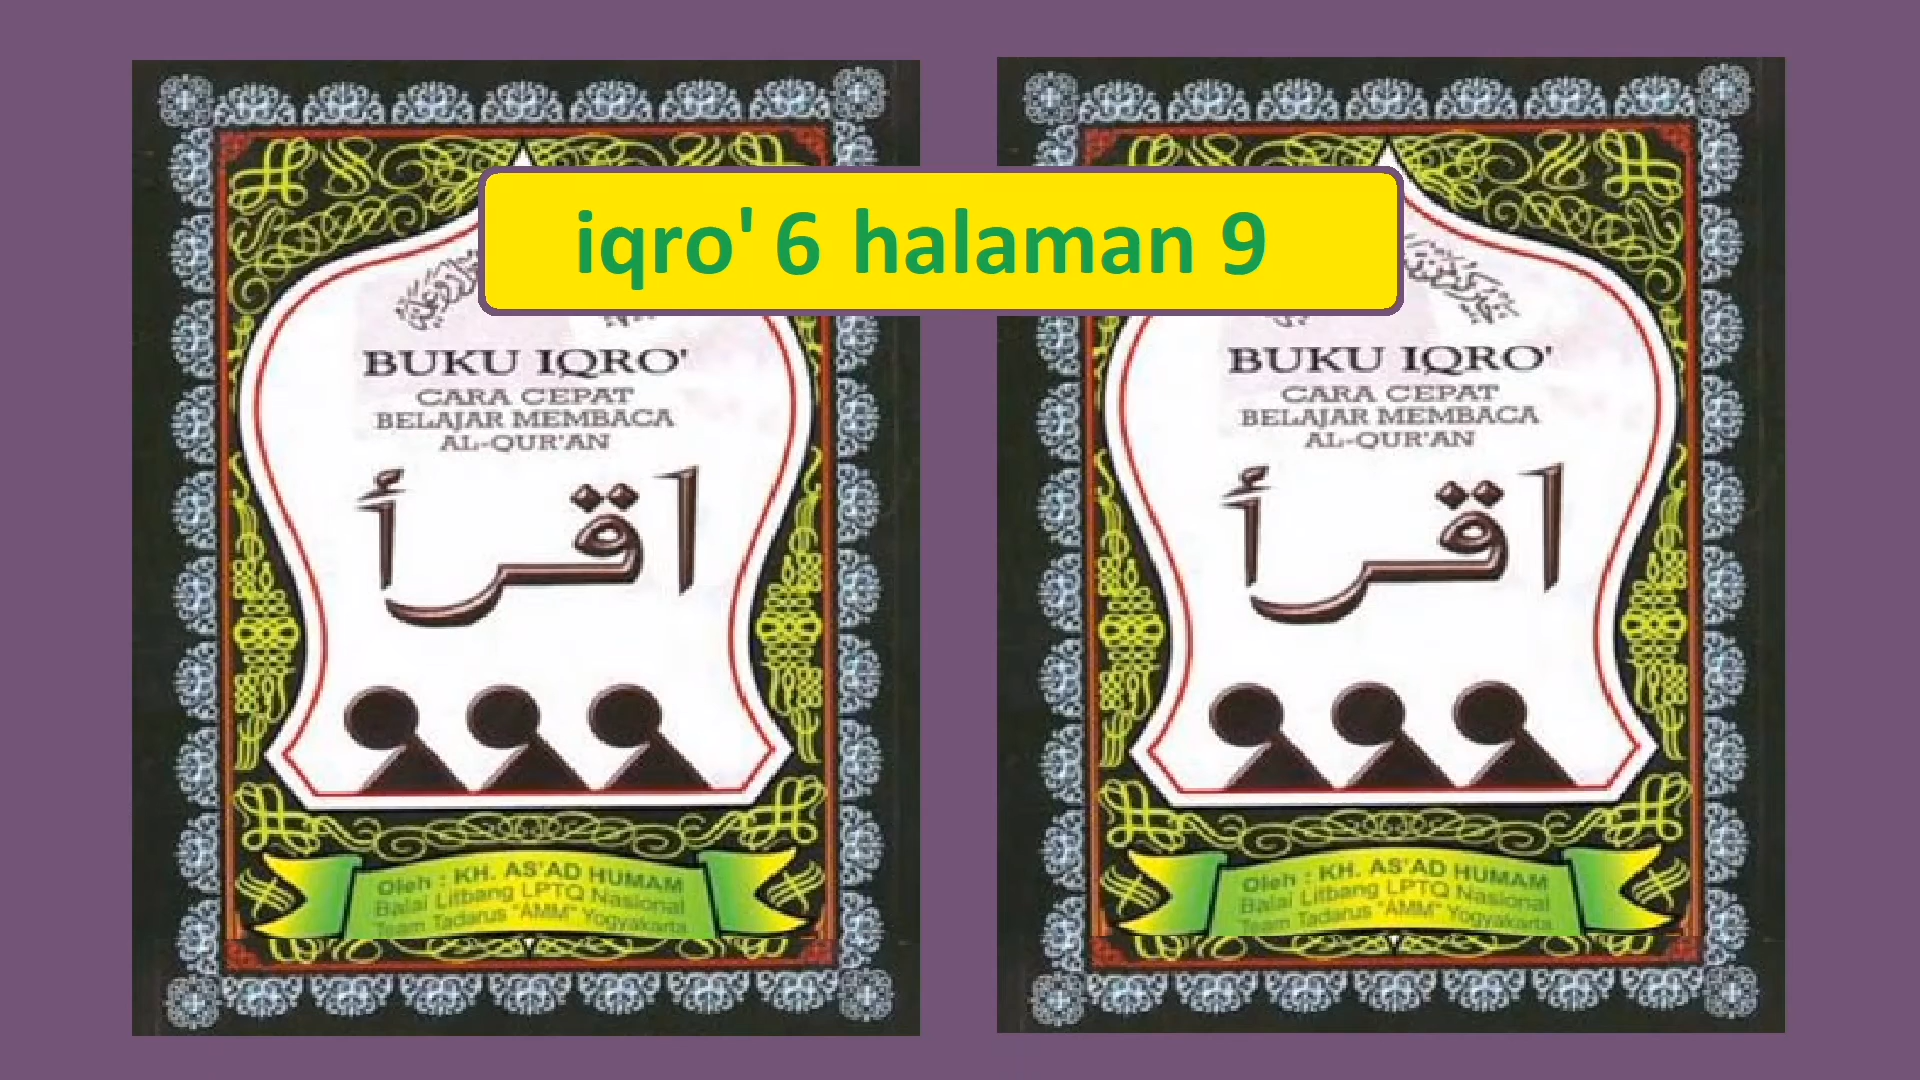 iqro' 6 halaman 9
BUKU IQRO'
CARA CEPAT
BELAJAR MEMBACA
AL-QUR'AN
اقرأ
Oleh : KH. AS'AD HUMAM
Balai Litbang LPTQ Nasional
Team Tadarus "AMM" Yogyakarta
BUKU IQRO'
CARA CEPAT
BELAJAR MEMBACA
AL-QUR'AN
اقرأ
Oleh : KH. AS'AD HUMAM
Balai Litbang LPTQ Nasional
Team Tadarus "AMM" Yogyakarta